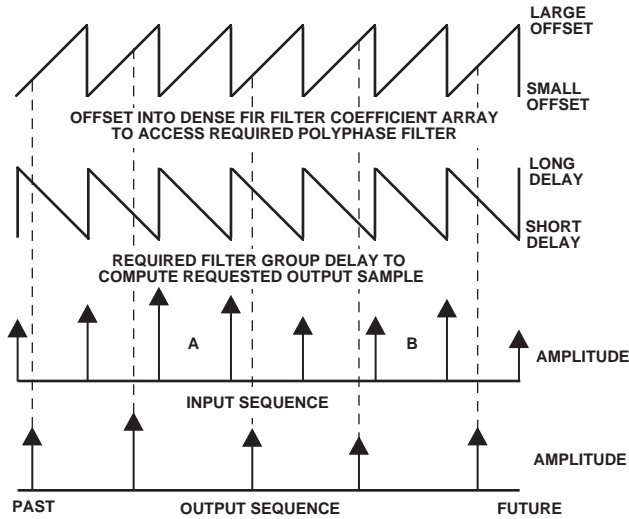 LARGE
OFFSET
SMALL
OFFSET
OFFSET INTO DENSE FIR FILTER COEFFICIENT ARRAY
TO ACCESS REQUIRED POLYPHASE FILTER
LONG
DELAY
SHORT
DELAY
REQUIRED FILTER GROUP DELAY TO
COMPUTE REQUESTED OUTPUT SAMPLE
A
B
AMPLITUDE
INPUT SEQUENCE
AMPLITUDE
PAST
OUTPUT SEQUENCE
FUTURE